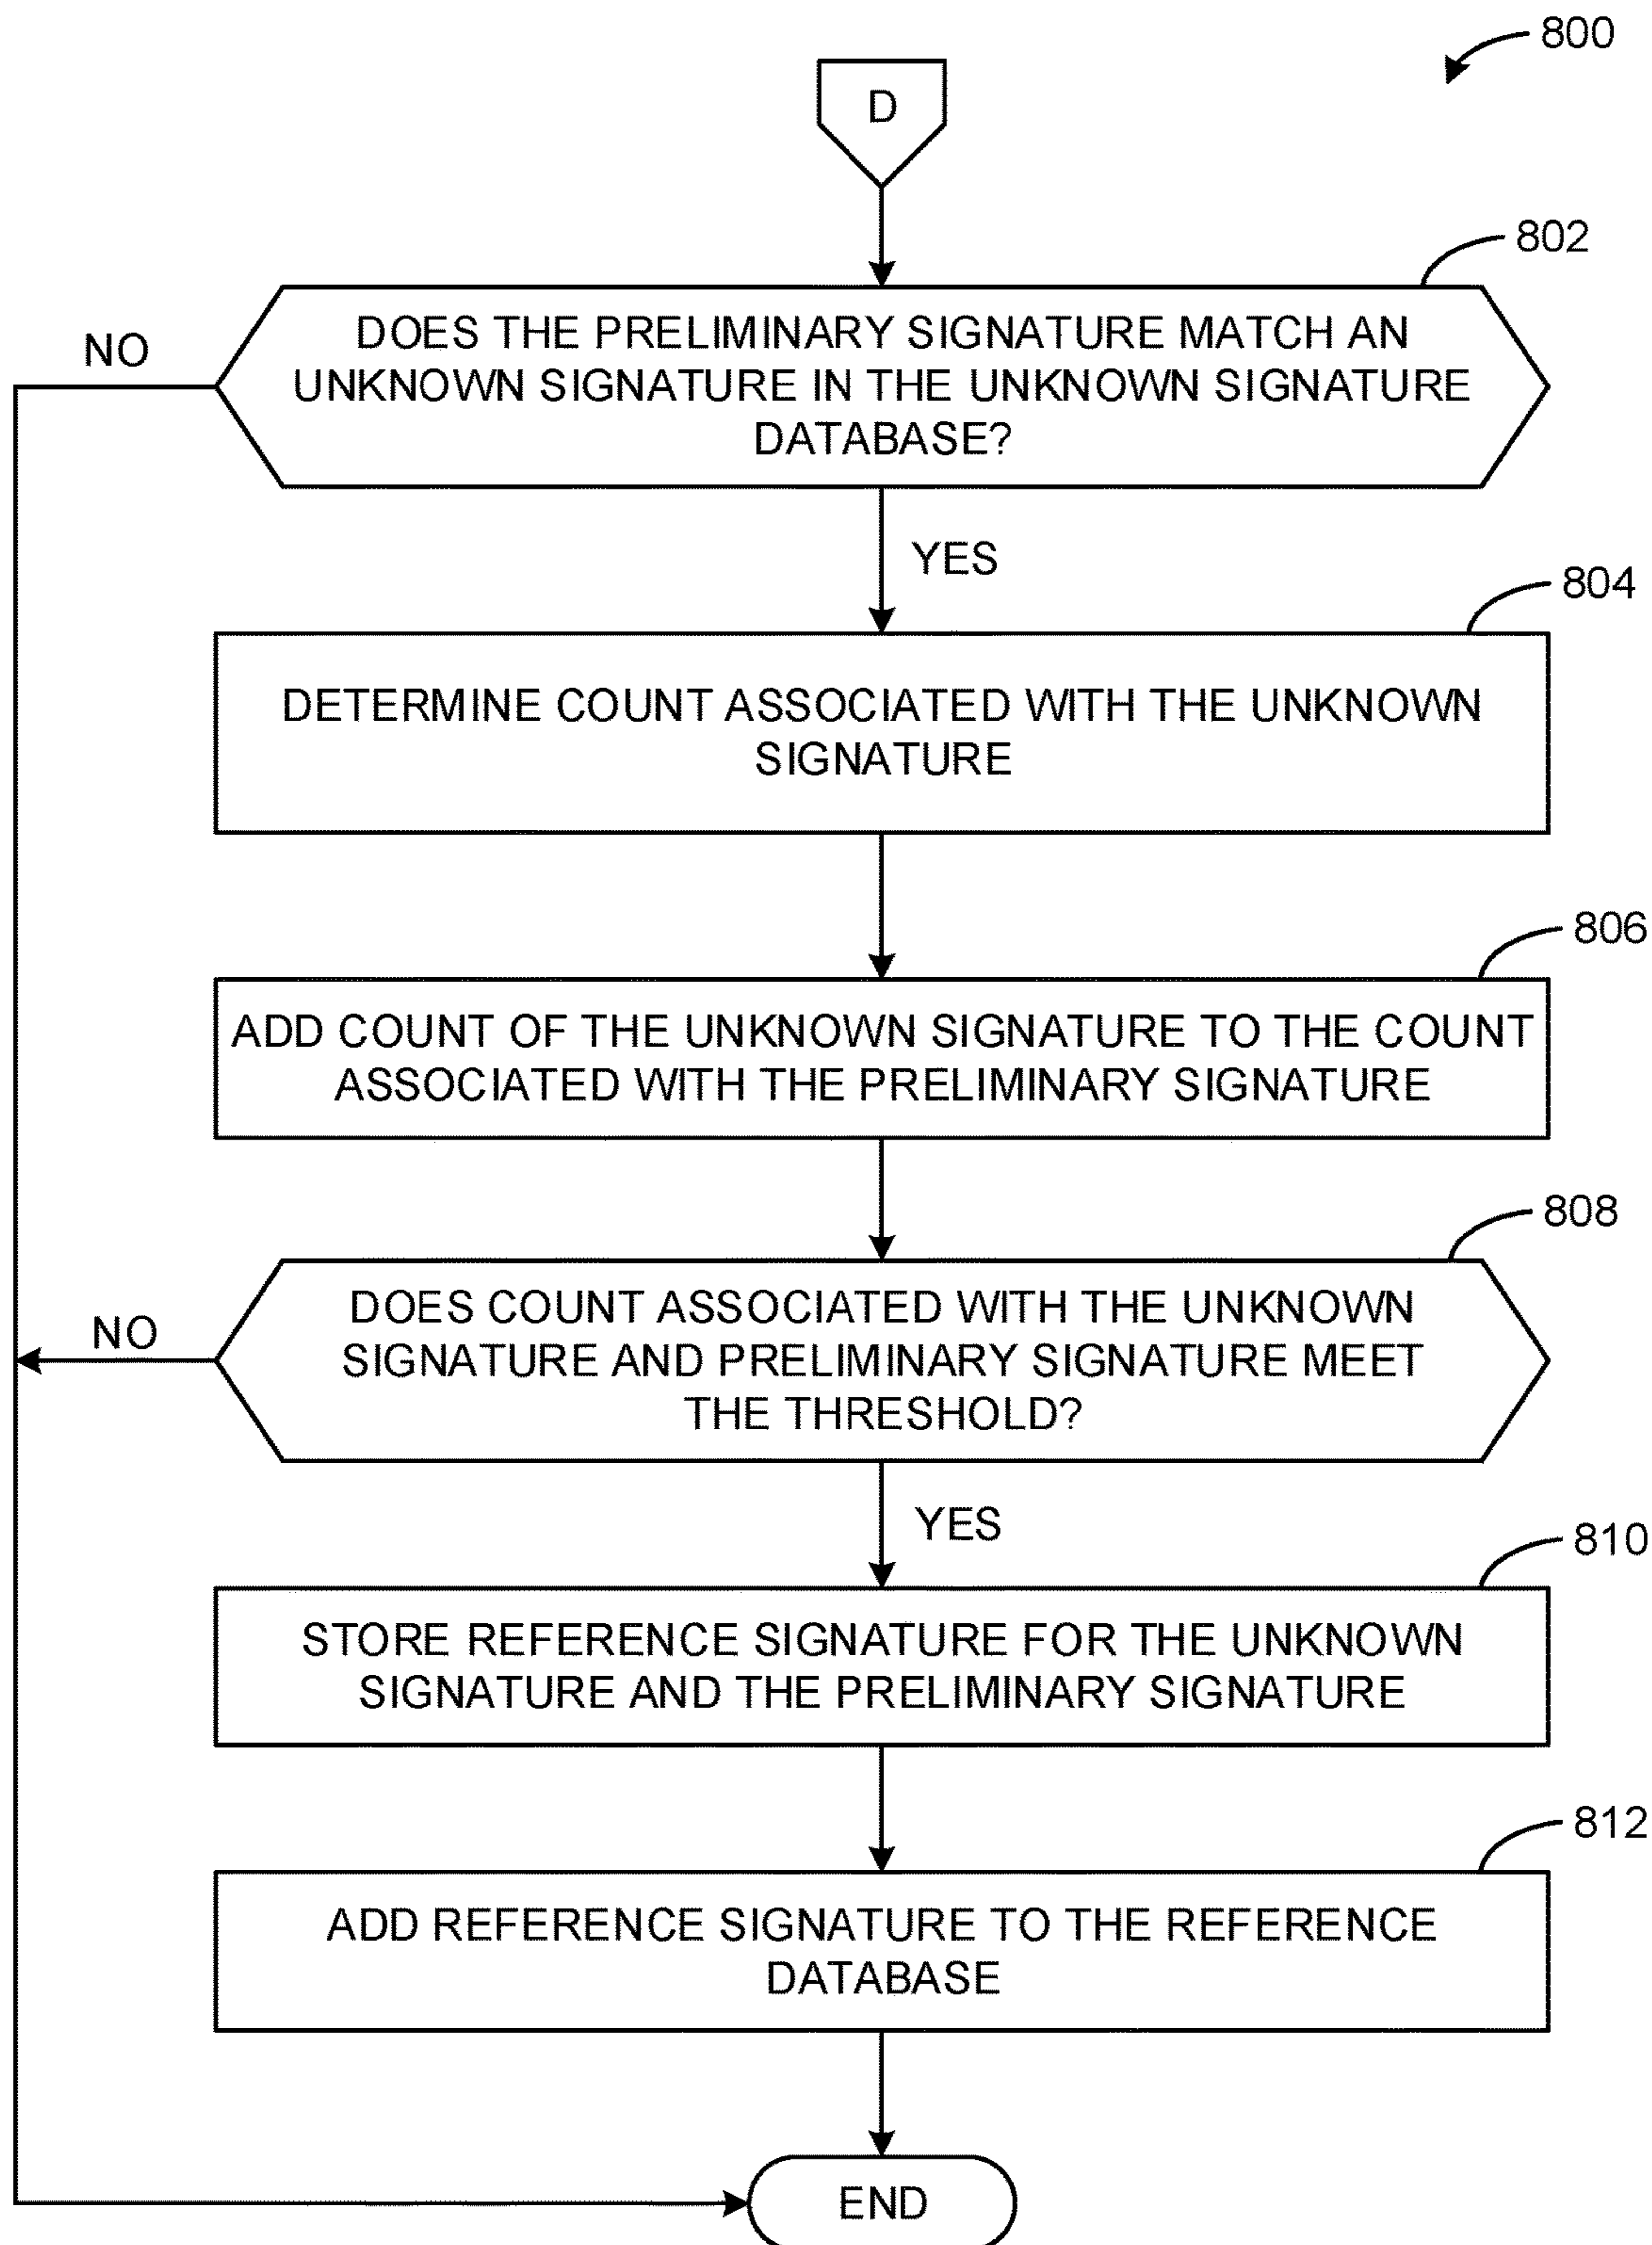 800
D
802
NO
DOES THE PRELIMINARY SIGNATURE MATCH AN
UNKNOWN SIGNATURE IN THE UNKNOWN SIGNATURE
DATABASE?
YES
804
DETERMINE COUNT ASSOCIATED WITH THE UNKNOWN
SIGNATURE
806
ADD COUNT OF THE UNKNOWN SIGNATURE TO THE COUNT
ASSOCIATED WITH THE PRELIMINARY SIGNATURE
808
NO
DOES COUNT ASSOCIATED WITH THE UNKNOWN
SIGNATURE AND PRELIMINARY SIGNATURE MEET
THE THRESHOLD?
YES
810
STORE REFERENCE SIGNATURE FOR THE UNKNOWN
SIGNATURE AND THE PRELIMINARY SIGNATURE
812
ADD REFERENCE SIGNATURE TO THE REFERENCE
DATABASE
END